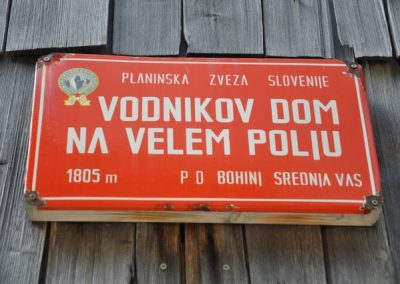 PLANINSKA ZVEZA SLOVENIJE
VODNIKOV DOM
NA VELEM POLJU
1805 m P D BOHINJ SREDNJA VAS